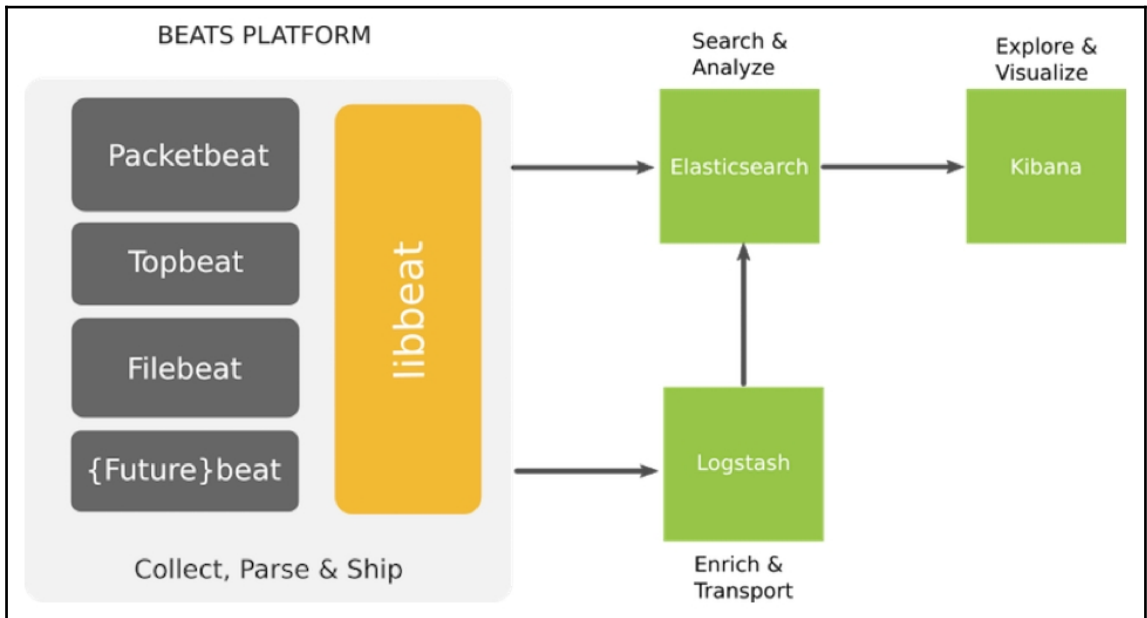 BEATS PLATFORM
Packetbeat
Topbeat
Filebeat
{Future}beat
libbeat
Collect, Parse & Ship
Search &
Analyze
Elasticsearch
Explore &
Visualize
Kibana
Logstash
Enrich &
Transport